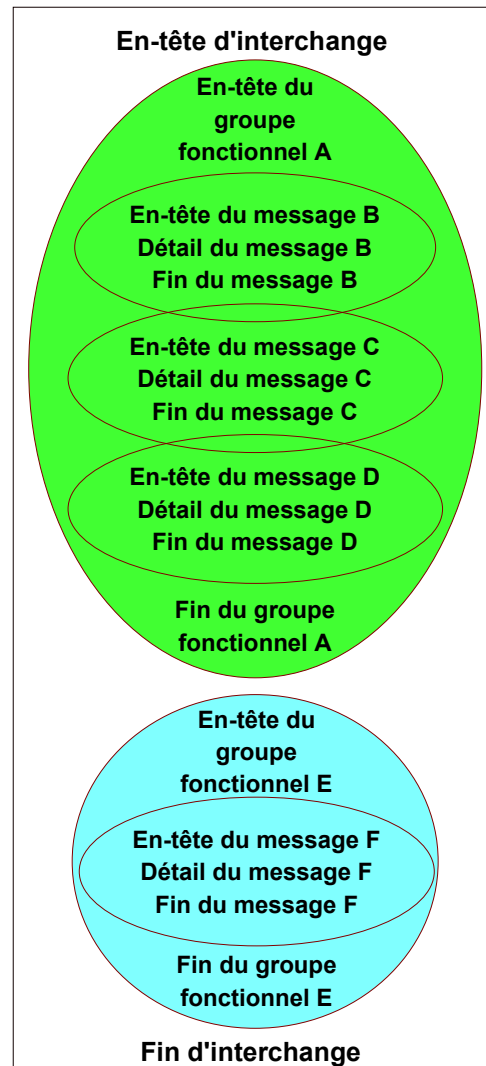 En-tête d'interchange
En-tête du
groupe
fonctionnel A
En-tête du message B
Détail du message B
Fin du message B
En-tête du message C
Détail du message C
Fin du message C
En-tête du message D
Détail du message D
Fin du message D
Fin du groupe
fonctionnel A
En-tête du
groupe
fonctionnel E
En-tête du message F
Détail du message F
Fin du message F
Fin du groupe
fonctionnel E
Fin d'interchange